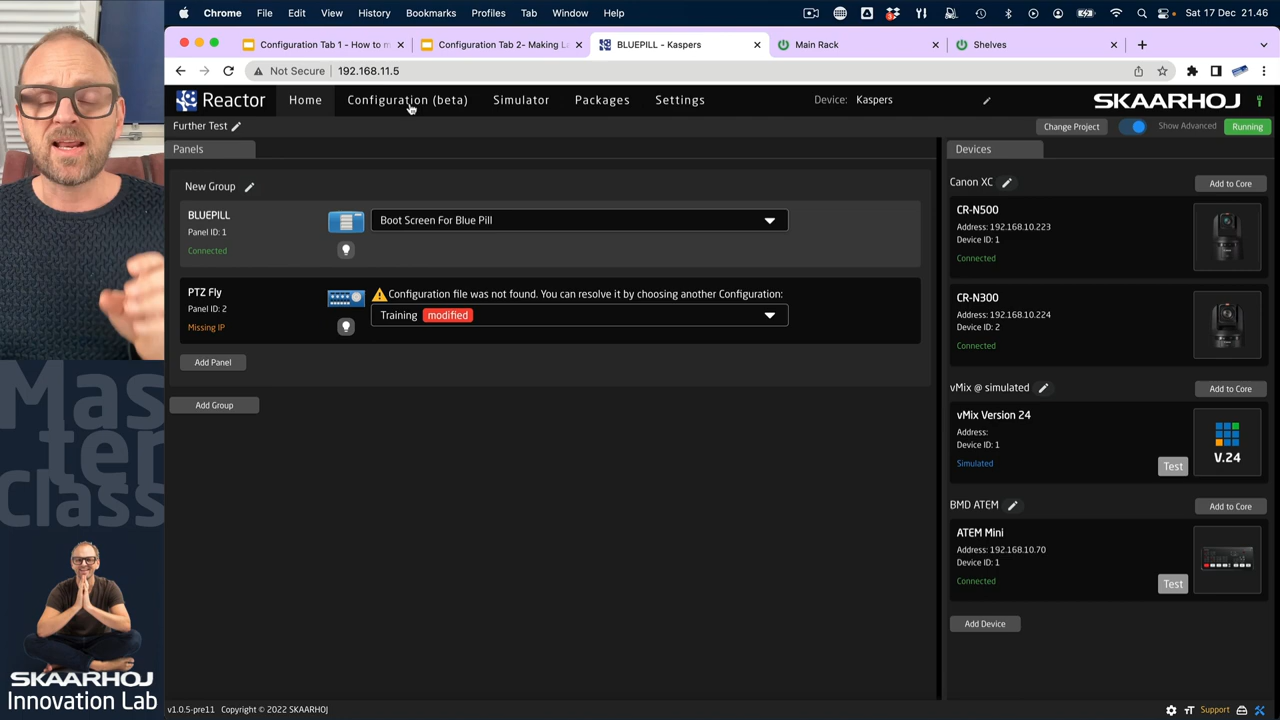 Chrome File Edit View History Bookmarks Profiles Tab Window Help Sat 17 Dec 21.46
Configuration Tab 1 - How to m Configuration Tab 2- Making L BLUEPILL - Kaspers Main Rack Shelves
Not Secure 192.168.11.5
Reactor Home Configuration (beta) Simulator Packages Settings Device: Kaspers SKAARHOJ
Further Test Change Project Show Advanced Running
Panels
New Group
BLUEPILL
Panel ID: 1
Connected
Boot Screen For Blue Pill
PTZ Fly
Panel ID: 2
Missing IP
Configuration file was not found. You can resolve it by choosing another Configuration:
Training modified
Add Panel
Add Group
Devices
Canon XC Add to Core
CR-N500
Address: 192.168.10.223
Device ID: 1
Connected
CR-N300
Address: 192.168.10.224
Device ID: 2
Connected
vMix @ simulated Add to Core
vMix Version 24
Address:
Device ID: 1
Simulated
Test
V.24
BMD ATEM Add to Core
ATEM Mini
Address: 192.168.10.70
Device ID: 1
Connected
Test
Add Device
Mas
ter
Class
SKAARHOJ
Innovation Lab
v1.0.5-pre11 Copyright © 2022 SKAARHOJ
Support